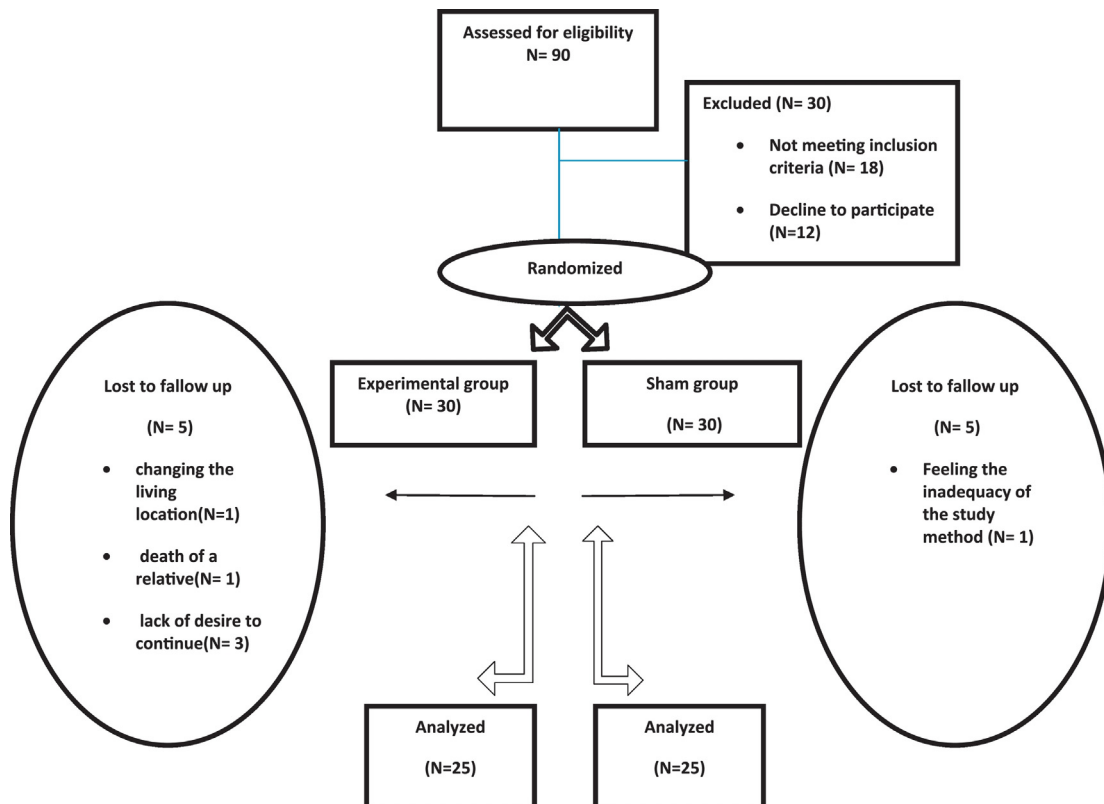 Assessed for eligibility
N= 90
Excluded (N= 30)
• Not meeting inclusion
criteria (N= 18)
• Decline to participate
(N=12)
Randomized
Experimental group
(N= 30)
Sham group
(N= 30)
Lost to fallow up
(N= 5)
• changing the
living
location(N=1)
• death of a
relative(N= 1)
• lack of desire to
continue(N= 3)
Lost to fallow up
(N= 5)
• Feeling the
inadequacy of
the study
method (N= 1)
Analyzed
(N=25)
Analyzed
(N=25)